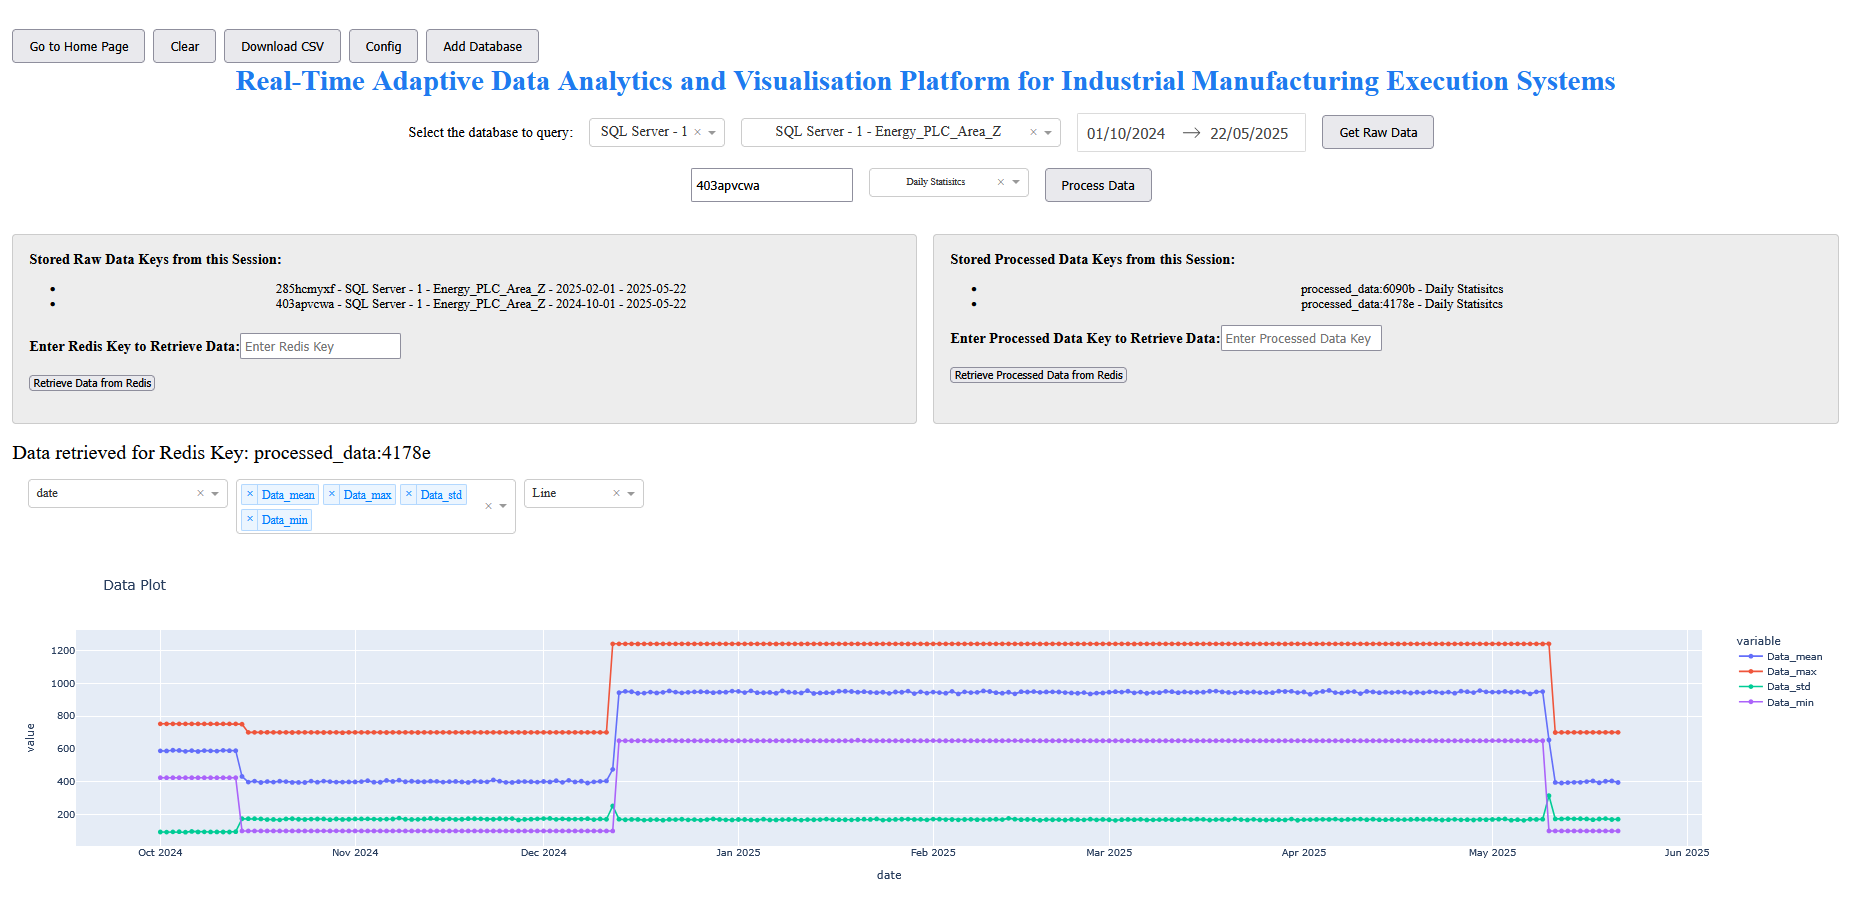 Go to Home Page Clear Download CSV Config Add Database
Real-Time Adaptive Data Analytics and Visualisation Platform for Industrial Manufacturing Execution Systems
Select the database to query: SQL Server - 1 × SQL Server - 1 - Energy_PLC_Area_Z × 01/10/2024 → 22/05/2025 Get Raw Data
403apvcwa Daily Statisitcs × Process Data
Stored Raw Data Keys from this Session:
• 285hcmyxf - SQL Server - 1 - Energy_PLC_Area_Z - 2025-02-01 - 2025-05-22
• 403apvcwa - SQL Server - 1 - Energy_PLC_Area_Z - 2024-10-01 - 2025-05-22
Enter Redis Key to Retrieve Data: Enter Redis Key
Retrieve Data from Redis
Stored Processed Data Keys from this Session:
• processed_data:6090b - Daily Statisitcs
• processed_data:4178e - Daily Statisitcs
Enter Processed Data Key to Retrieve Data: Enter Processed Data Key
Retrieve Processed Data from Redis
Data retrieved for Redis Key: processed_data:4178e
date × × Data_mean × Data_max × Data_std × Line ×
× Data_min
Data Plot
value
1200
1000
800
600
400
200
Oct 2024 Nov 2024 Dec 2024 Jan 2025 Feb 2025 Mar 2025 Apr 2025 May 2025 Jun 2025
date
variable
Data_mean
Data_max
Data_std
Data_min